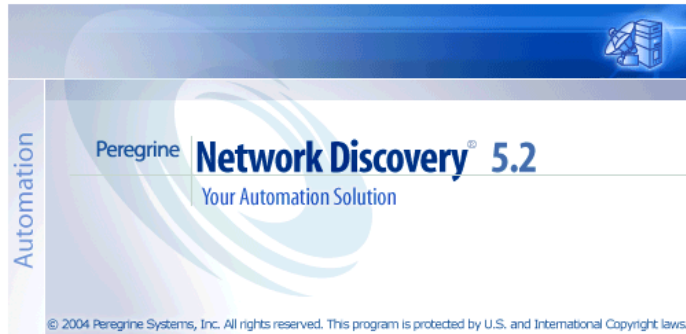 Automation
Peregrine
Network Discovery® 5.2
Your Automation Solution
© 2004 Peregrine Systems, Inc. All rights reserved. This program is protected by U.S. and International Copyright laws